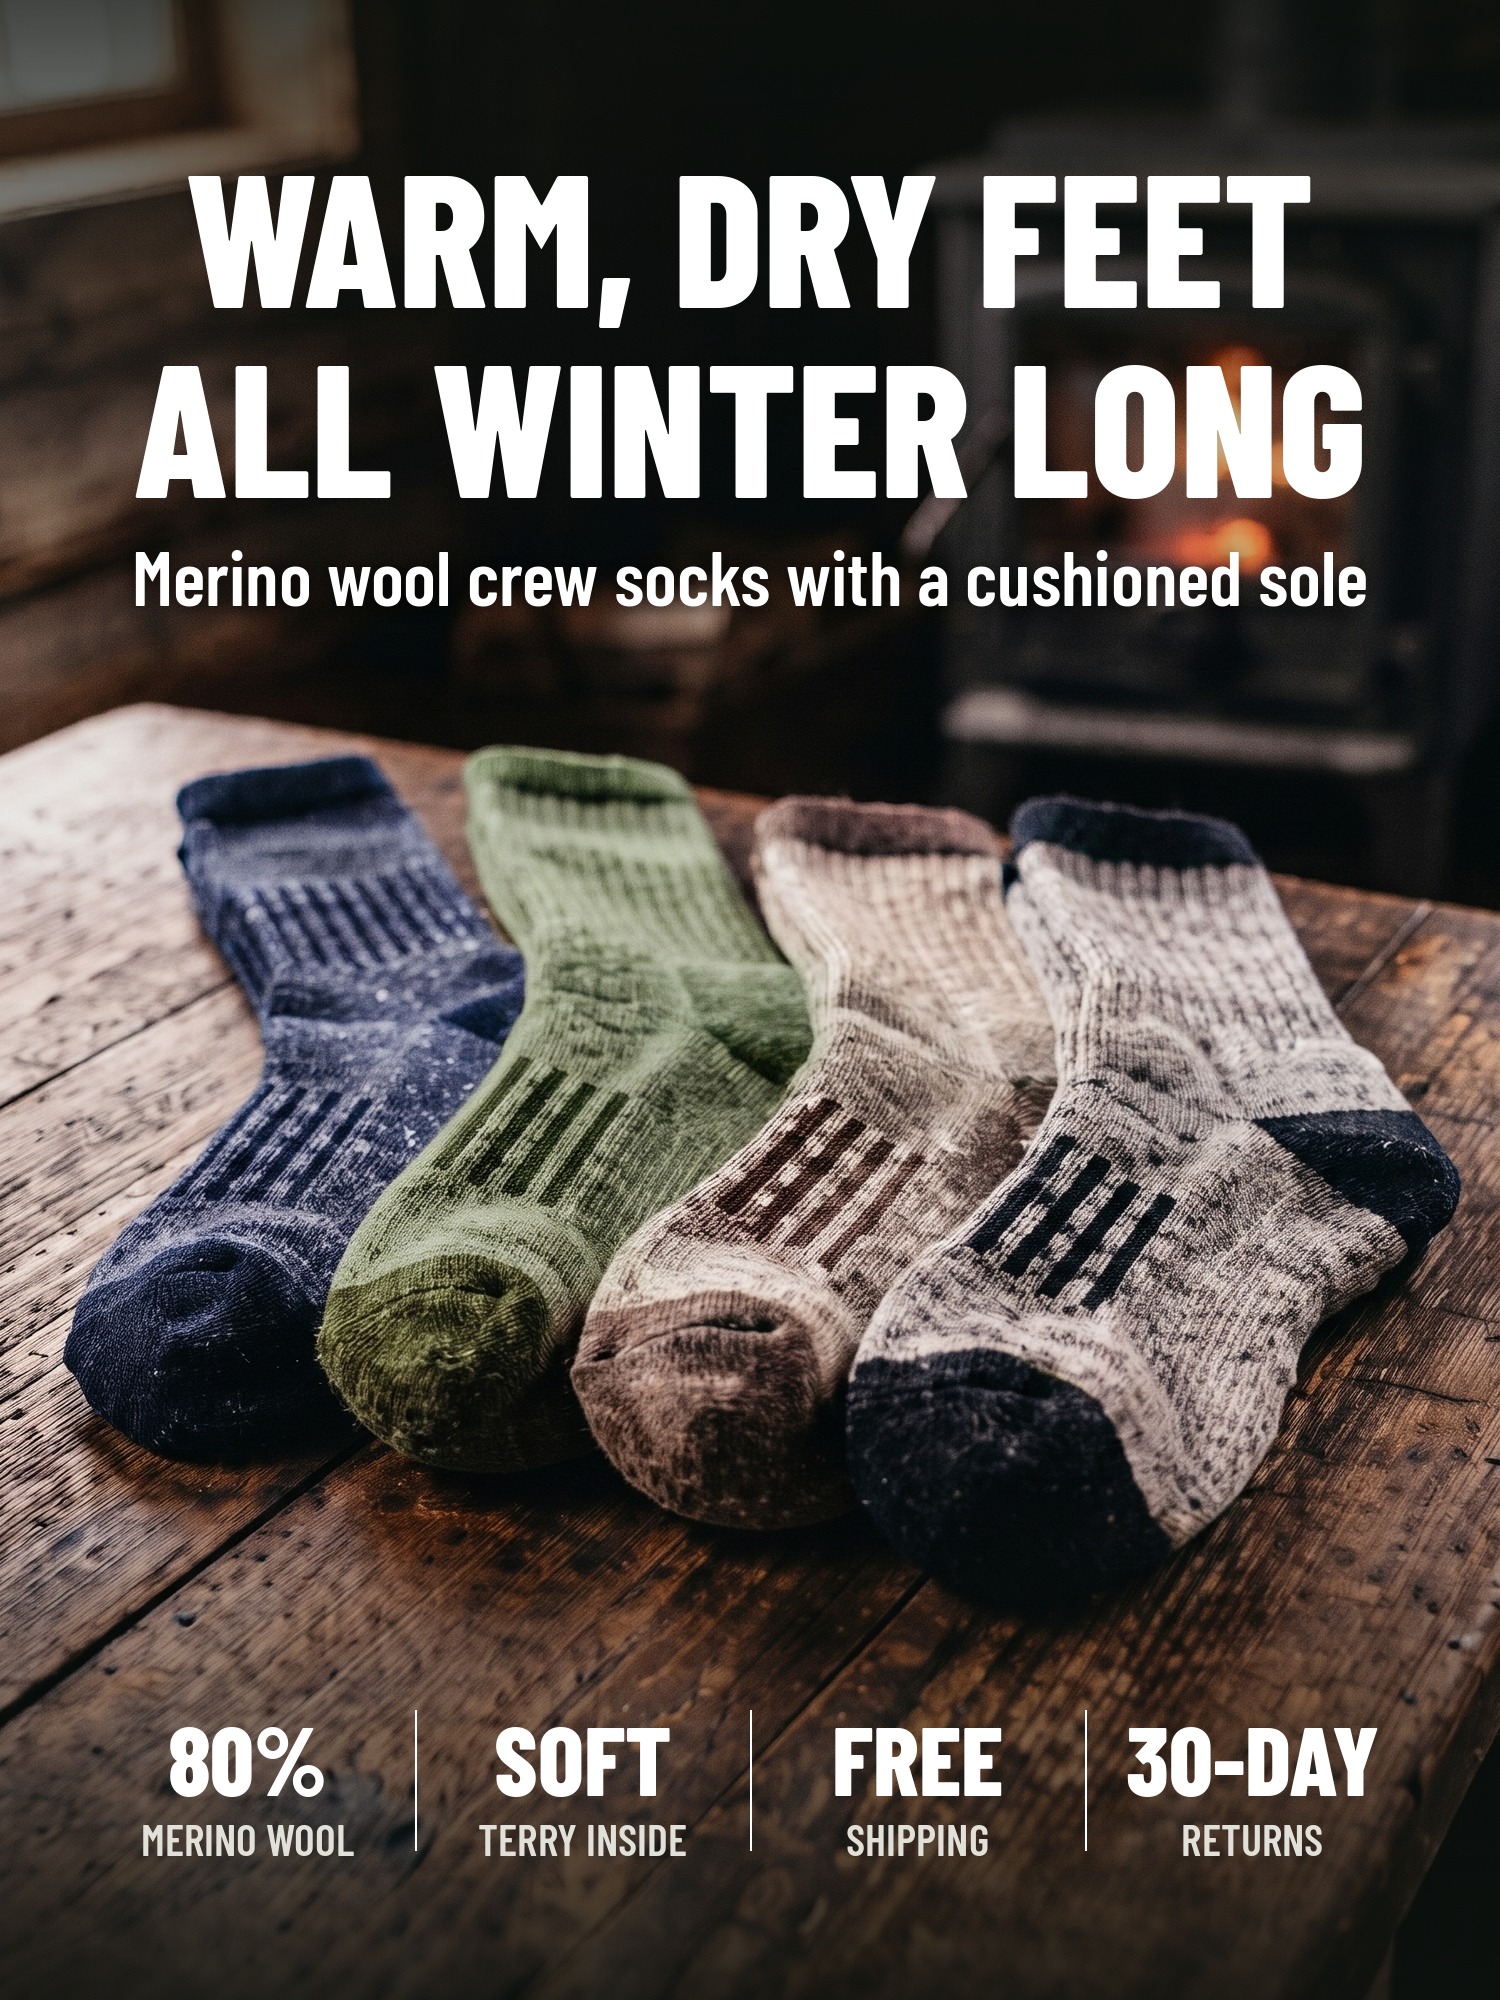 WARM, DRY FEET
ALL WINTER LONG
Merino wool crew socks with a cushioned sole
80%
MERINO WOOL
SOFT
TERRY INSIDE
FREE
SHIPPING
30-DAY
RETURNS